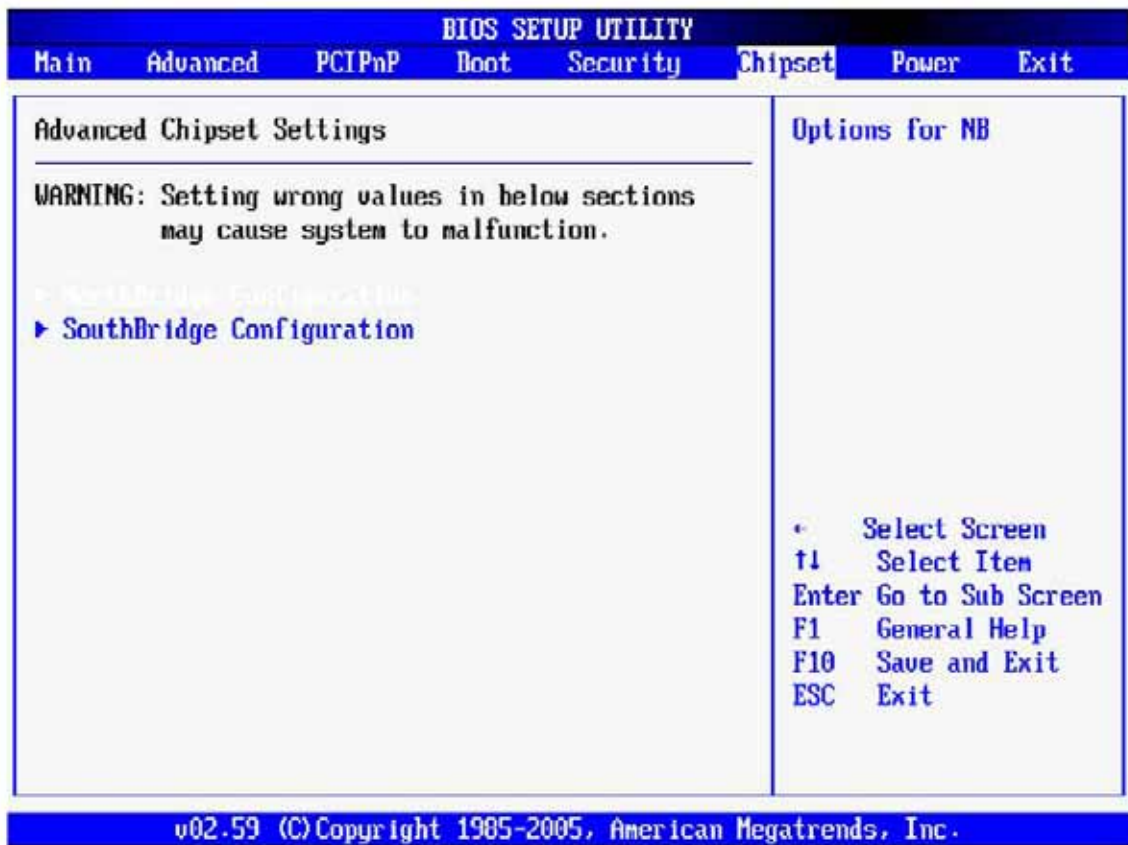 BIOS SETUP UTILITY
Main Advanced PCIPnP Boot Security Chipset Power Exit
Advanced Chipset Settings
WARNING: Setting wrong values in below sections
may cause system to malfunction.
▶ NorthBridge Configuration
▶ SouthBridge Configuration
Options for NB
← Select Screen
↑↓ Select Item
Enter Go to Sub Screen
F1 General Help
F10 Save and Exit
ESC Exit
v02.59 (C)Copyright 1985-2005, American Megatrends, Inc.